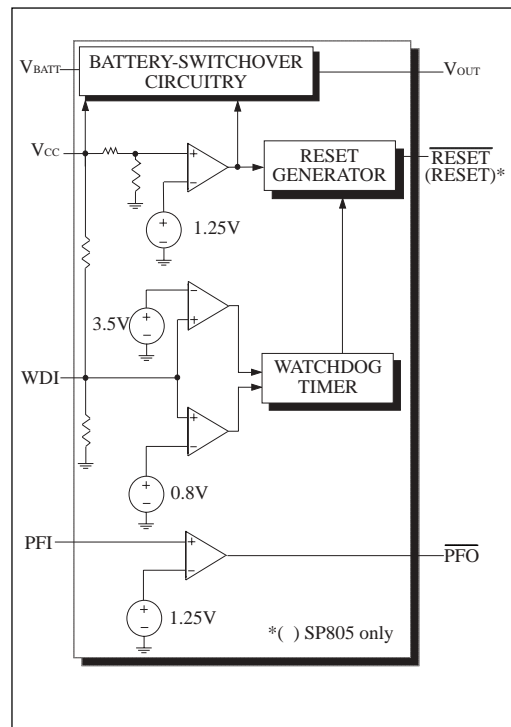 BATTERY-SWITCHOVER
CIRCUITRY
VBATT
VOUT
VCC
+
−
RESET
GENERATOR
RESET
(RESET)*
+
−
1.25V
−
+
3.5V
+
−
WDI
WATCHDOG
TIMER
+
−
+
−
0.8V
PFI
+
−
PFO
+
−
1.25V
*( ) SP805 only